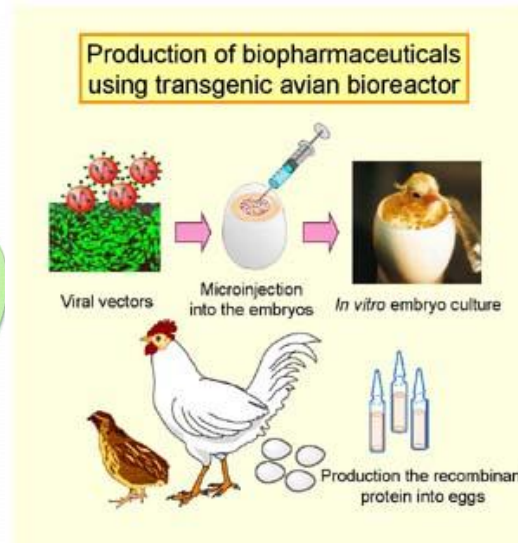 Production of biopharmaceuticals
using transgenic avian bioreactor
Viral vectors
Microinjection
into the embryos
In vitro embryo culture
Production the recombinan
protein into eggs